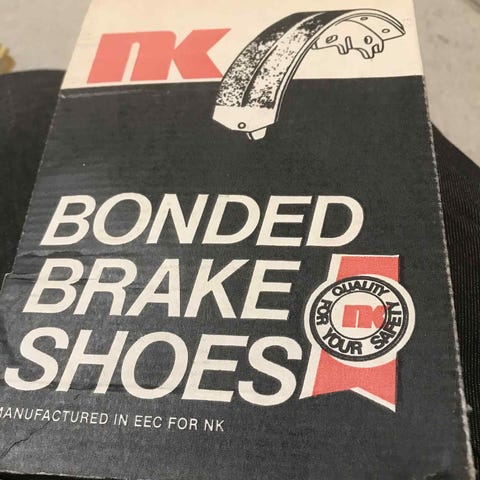 NK
BONDED
BRAKE
SHOES
QUALITY
NK
FOR YOUR SAFETY
MANUFACTURED IN EEC FOR NK